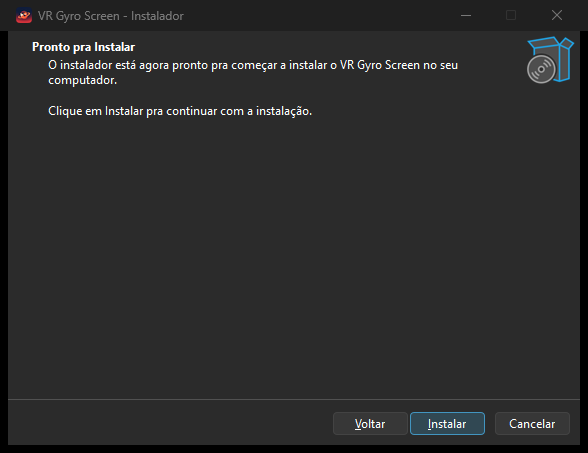 VR Gyro Screen - Instalador
Pronto pra Instalar
O instalador está agora pronto pra começar a instalar o VR Gyro Screen no seu
computador.
Clique em Instalar pra continuar com a instalação.
Voltar
Instalar
Cancelar